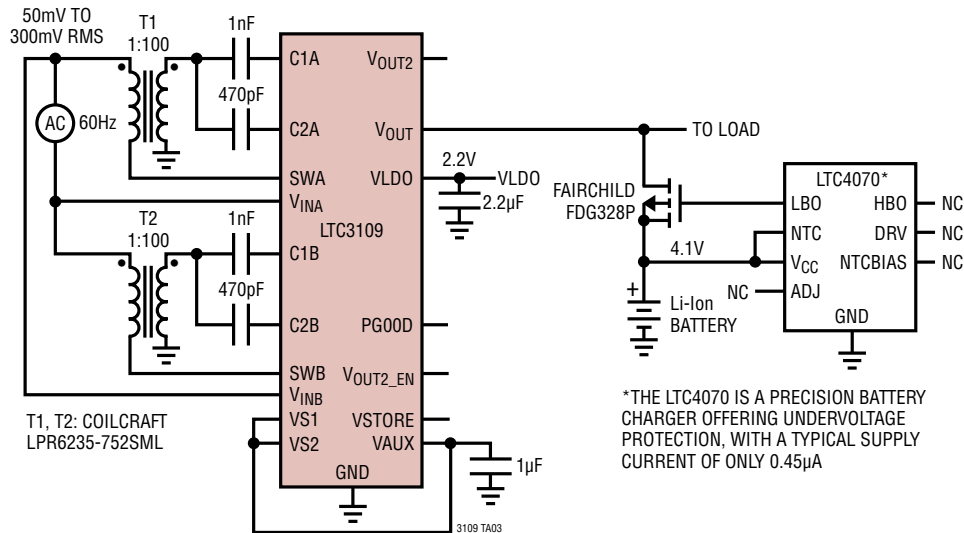 50mV TO
300mV RMS
T1
1:100
1nF
470pF
AC
60Hz
C1A
C2A
SWA
VINA
LTC3109
T2
1:100
1nF
470pF
C1B
C2B
SWB
VINB
VS1
VS2
GND
VOUT2
VOUT
VLDO
PG00D
VOUT2_EN
VSTORE
VAUX
2.2V
VLDO
2.2µF
1µF
TO LOAD
FAIRCHILD
FDG328P
4.1V
+
Li-Ion
BATTERY
NC
LTC4070*
LBO
NTC
VCC
ADJ
HBO
DRV
NTCBIAS
GND
NC
NC
NC
T1, T2: COILCRAFT
LPR6235-752SML
*THE LTC4070 IS A PRECISION BATTERY
CHARGER OFFERING UNDERVOLTAGE
PROTECTION, WITH A TYPICAL SUPPLY
CURRENT OF ONLY 0.45µA
3109 TA03